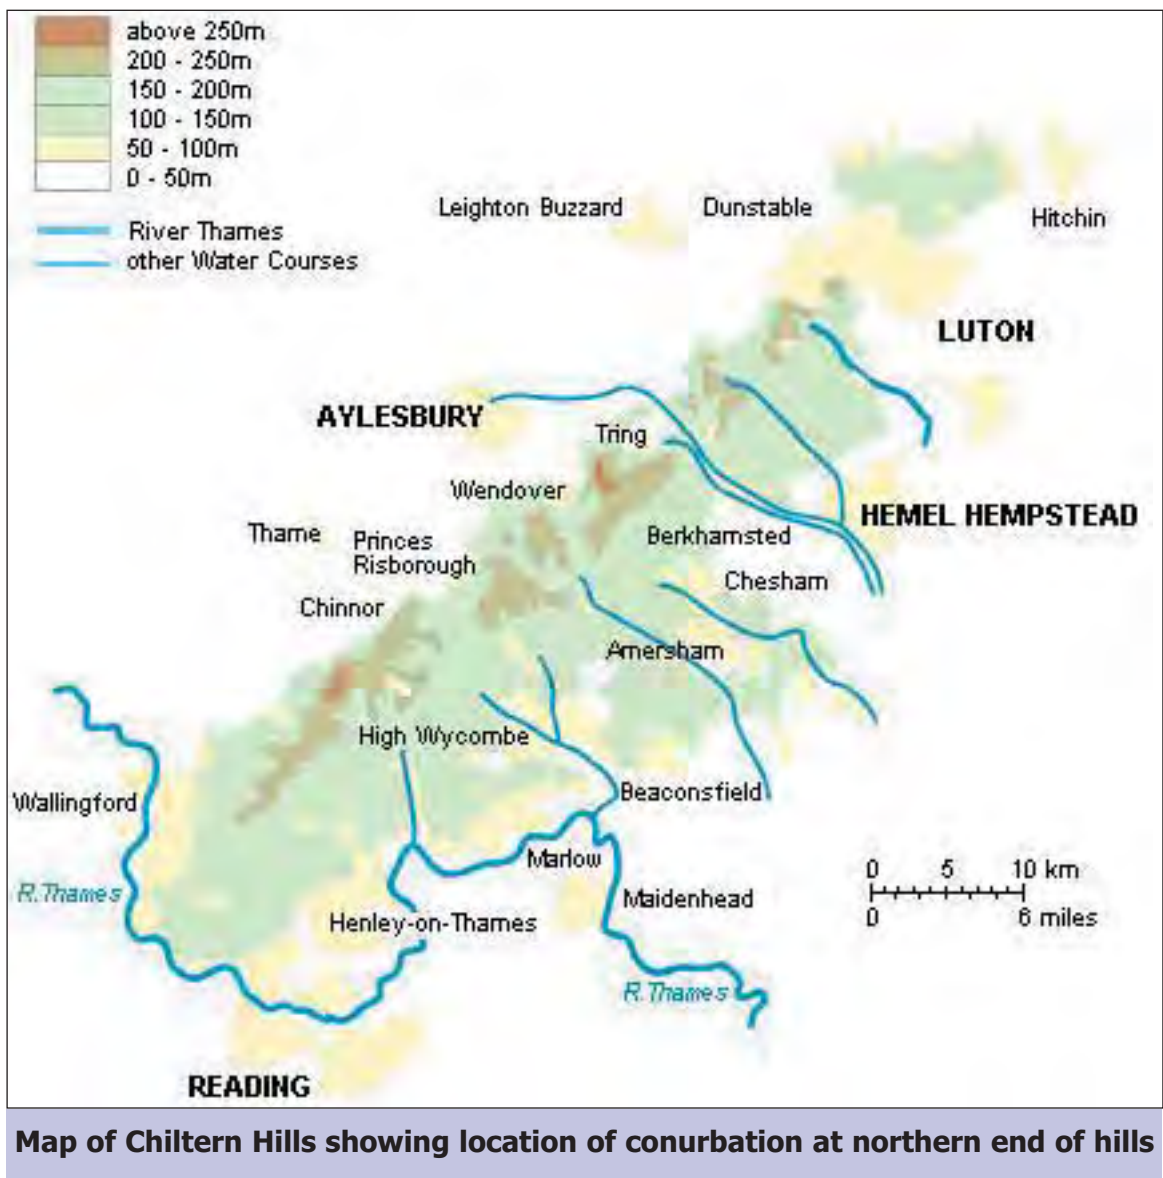 above 250m
200 - 250m
150 - 200m
100 - 150m
50 - 100m
0 - 50m
River Thames
other Water Courses
Leighton Buzzard
Dunstable
Hitchin
LUTON
AYLESBURY
Tring
Wendover
HEMEL HEMPSTEAD
Thame
Princes
Risborough
Berkhamsted
Chesham
Chinnor
Amersham
High Wycombe
Wallingford
Beaconsfield
Marlow
0 5 10 km
0 6 miles
R.Thames
Maidenhead
Henley-on-Thames
R.Thames
READING
Map of Chiltern Hills showing location of conurbation at northern end of hills